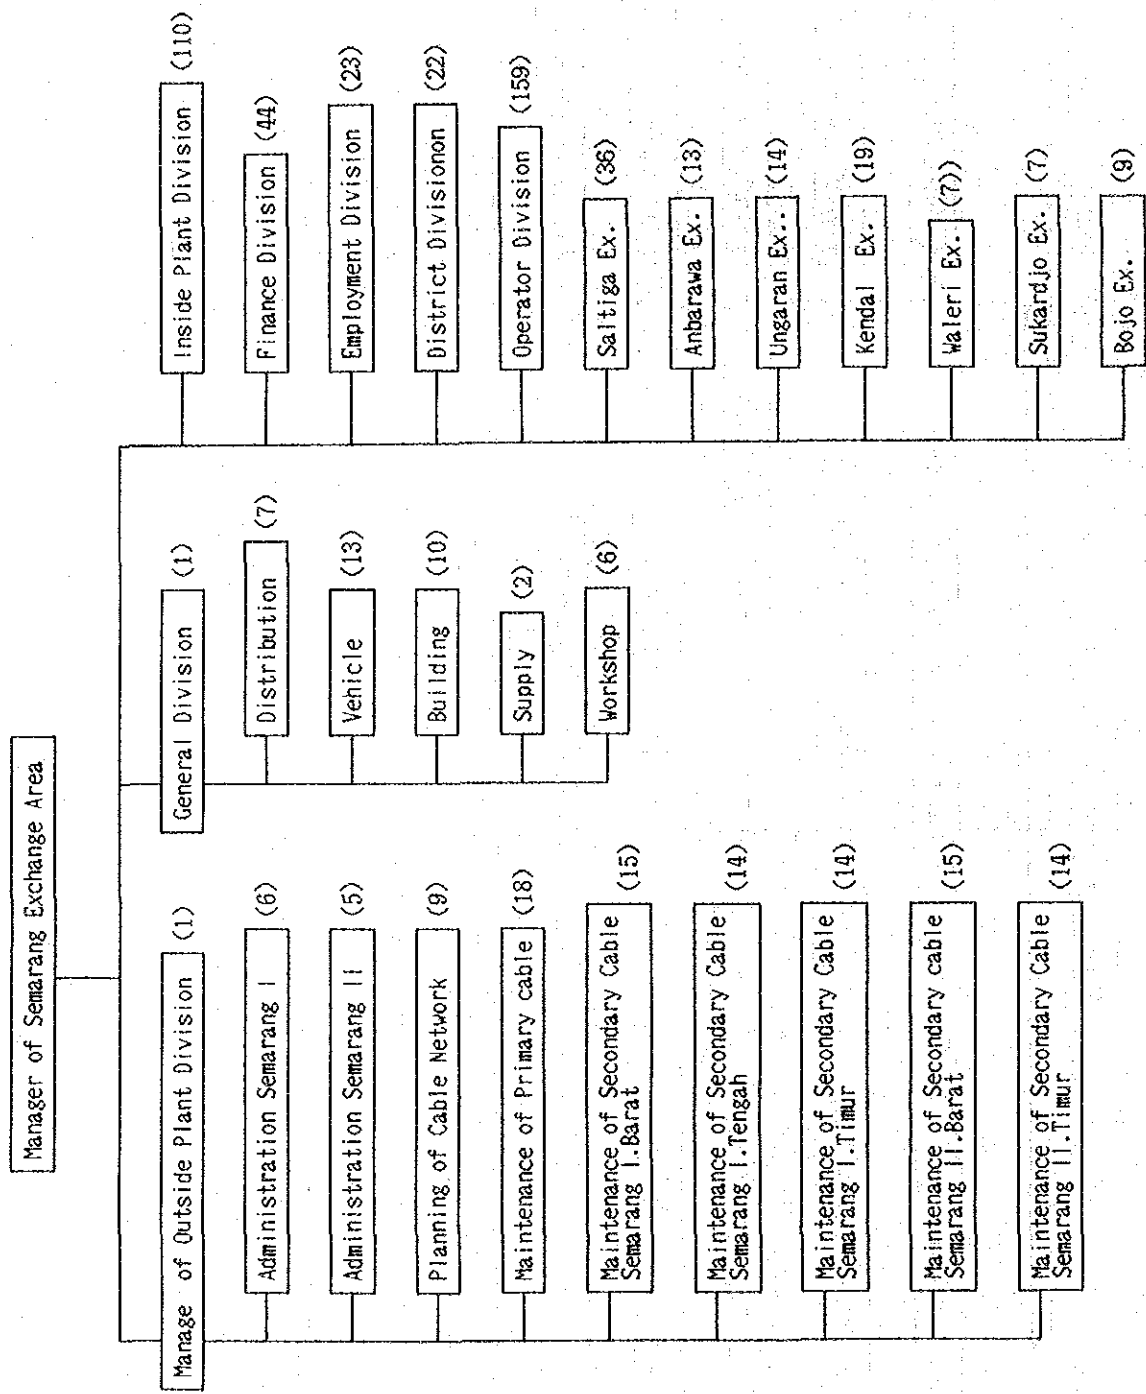 Manager of Semarang Exchange Area
Manage of Outside Plant Division (1)
Administration Semarang I (6)
Administration Semarang II (5)
Planning of Cable Network (9)
Maintenance of Primary cable (18)
Maintenance of Secondary Cable
Semarang I.Barat (15)
Maintenance of Secondary Cable
Semarang I.Tengah (14)
Maintenance of Secondary Cable
Semarang I.Timur (14)
Maintenance of Secondary cable
Semarang II.Barat (15)
Maintenance of Secondary Cable
Semarang II.Timur (14)
General Division (1)
Distribution (7)
Vehicle (13)
Building (10)
Supply (2)
Workshop (6)
Inside Plant Division (110)
Finance Division (44)
Employment Division (23)
District Divisionon (22)
Operator Division (159)
Saltiga Ex. (36)
Anbarawa Ex. (13)
Ungaran Ex.. (14)
Kendal Ex. (19)
Waleri Ex. (7))
Sukardjo Ex. (7)
Bojo Ex.. (9)